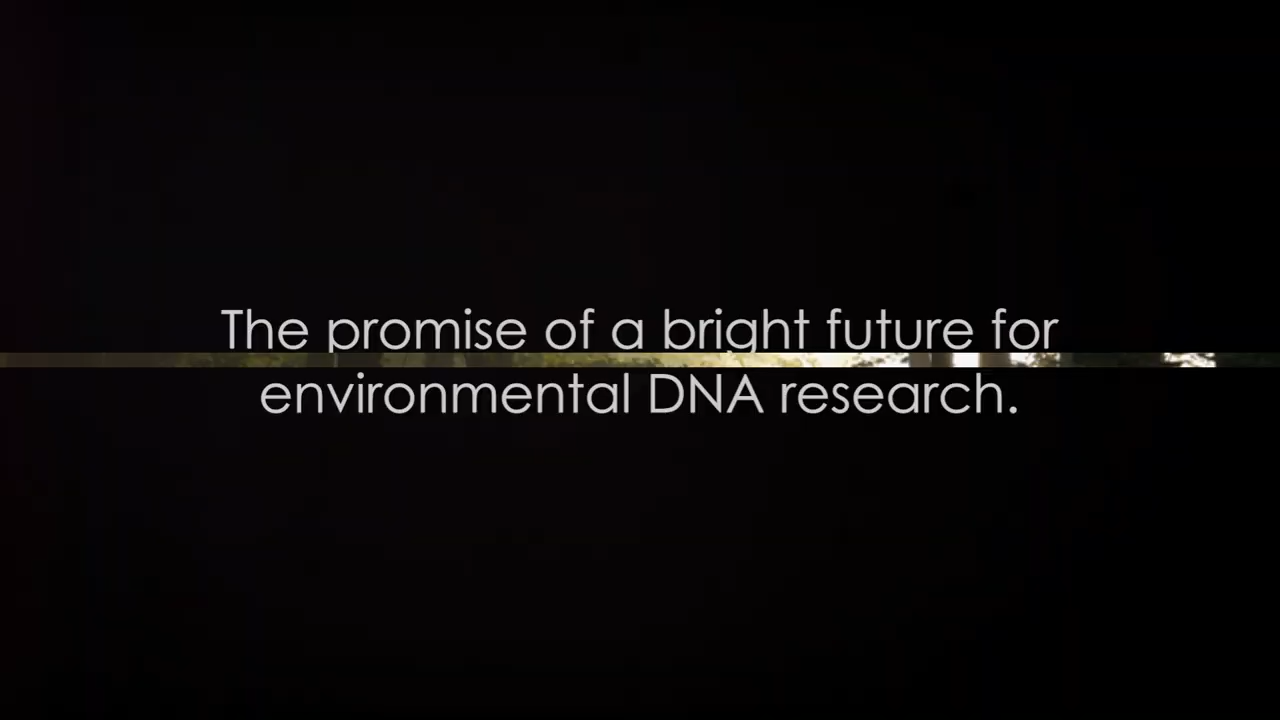 The promise of a bright future for
environmental DNA research.